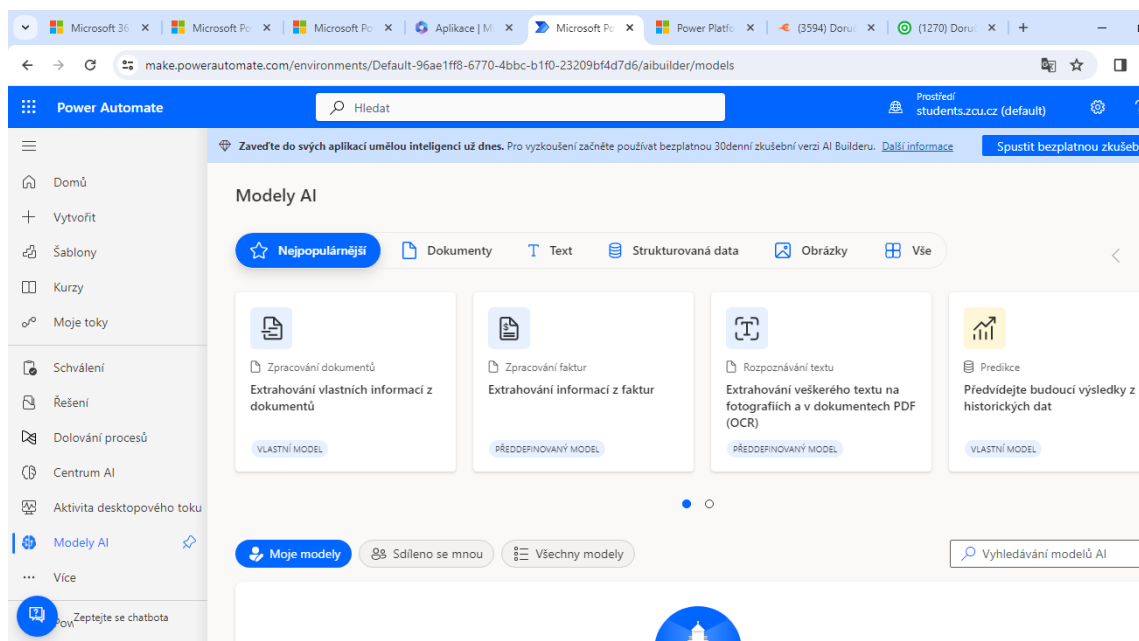 Microsoft 36
Microsoft Po
Microsoft Po
Aplikace | M
Microsoft Po
Power Platfo
(3594) Doruč
(1270) Doruč
make.powerautomate.com/environments/Default-96ae1ff8-6770-4bbc-b1f0-23209bf4d7d6/aibuilder/models
Power Automate
Hledat
Prostředí
students.zcu.cz (default)
Zaveďte do svých aplikací umělou inteligenci už dnes. Pro vyzkoušení začněte používat bezplatnou 30denní zkušební verzi AI Builderu. Další informace
Spustit bezplatnou zkušeb
Domů
Vytvořit
Šablony
Kurzy
Moje toky
Schválení
Řešení
Dolování procesů
Centrum AI
Aktivita desktopového toku
Modely AI
Více
Pow
Zeptejte se chatbota
Modely AI
Nejpopulárnější
Dokumenty
Text
Strukturovaná data
Obrázky
Vše
Zpracování dokumentů
Extrahování vlastních informací z
dokumentů
VLASTNÍ MODEL
Zpracování faktur
Extrahování informací z faktur
PŘEDDEFINOVANÝ MODEL
Rozpoznávání textu
Extrahování veškerého textu na
fotografiích a v dokumentech PDF
(OCR)
PŘEDDEFINOVANÝ MODEL
Predikce
Předvídejte budoucí výsledky z
historických dat
VLASTNÍ MODEL
Moje modely
Sdíleno se mnou
Všechny modely
Vyhledávání modelů AI